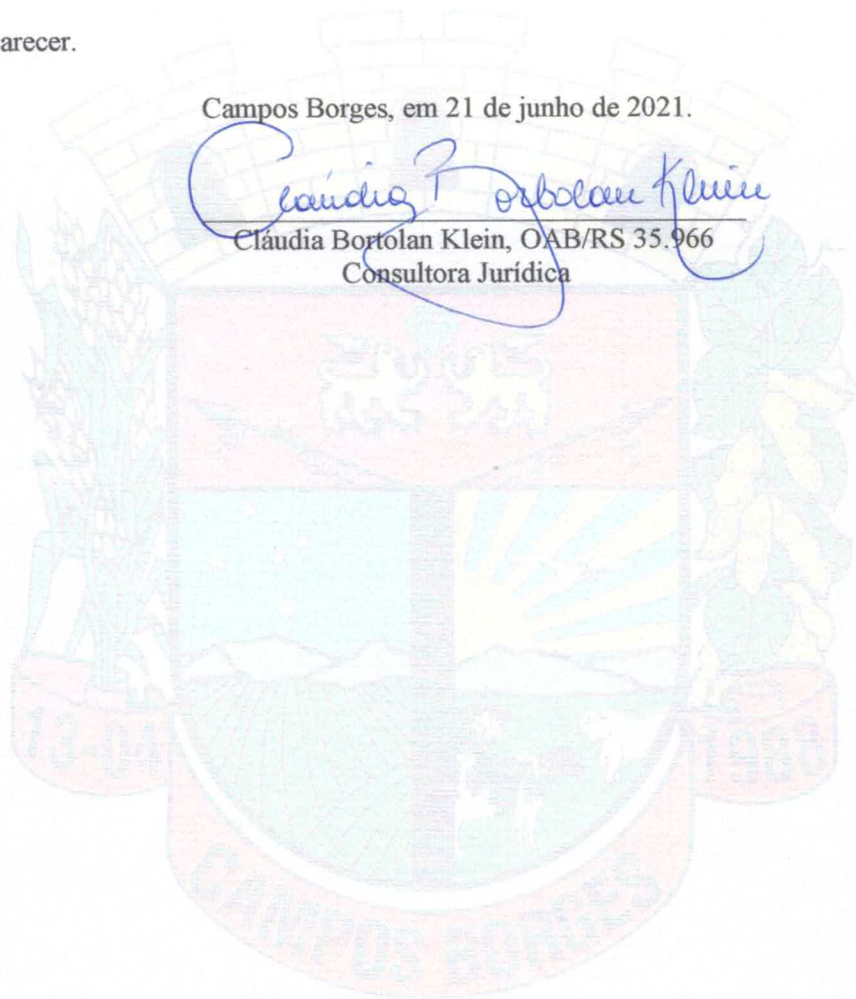 arecer.
Campos Borges, em 21 de junho de 2021.
Cláudia Bortolan Klein
Cláudia Bortolan Klein, OAB/RS 35.966
Consultora Jurídica
13-04
1988
CAMPOS BORGES